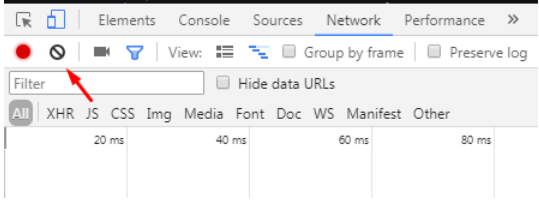 Elements Console Sources Network Performance »
View: Group by frame Preserve log
Filter Hide data URLs
All XHR JS CSS Img Media Font Doc WS Manifest Other
20 ms 40 ms 60 ms 80 ms